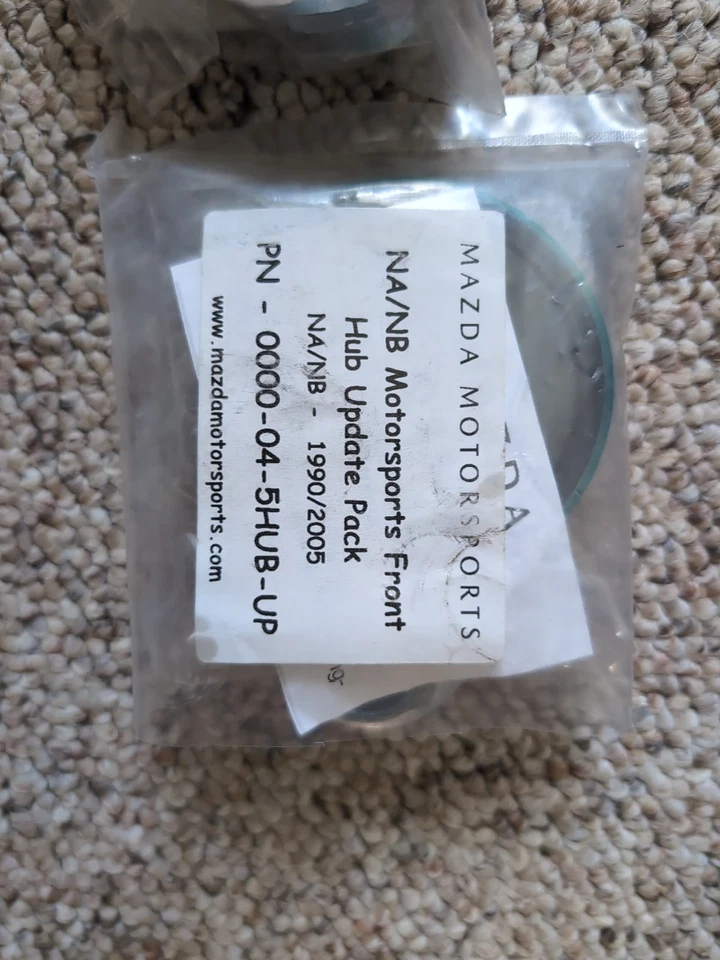 MAZDA MOTORSPORTS
NA/NB Motorsports Front
Hub Update Pack
NA/NB - 1990/2005
PN - 0000-04-5HUB-UP
www.mazdamotorsports.com